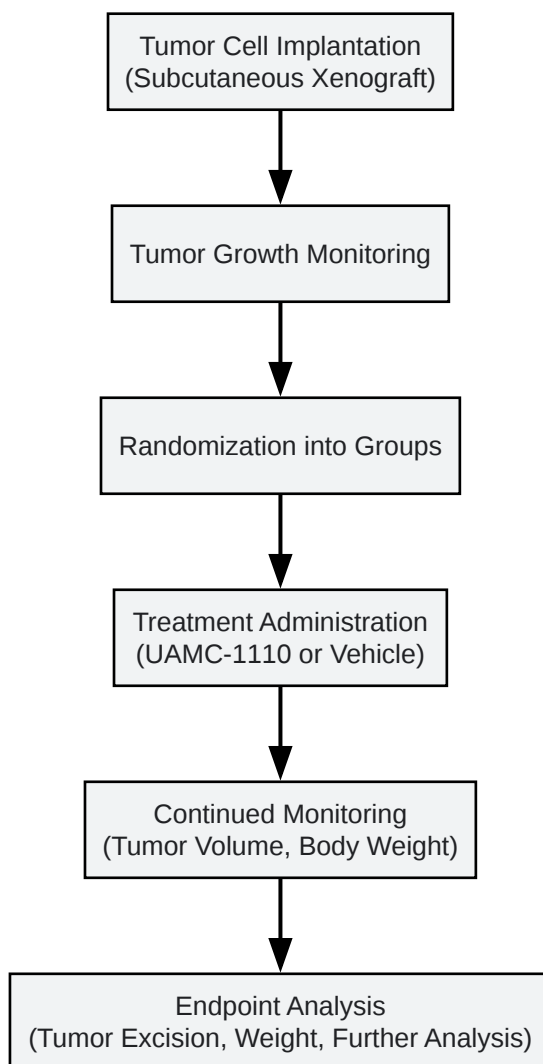 Tumor Cell Implantation
(Subcutaneous Xenograft)
Tumor Growth Monitoring
Randomization into Groups
Treatment Administration
(UAMC-1110 or Vehicle)
Continued Monitoring
(Tumor Volume, Body Weight)
Endpoint Analysis
(Tumor Excision, Weight, Further Analysis)